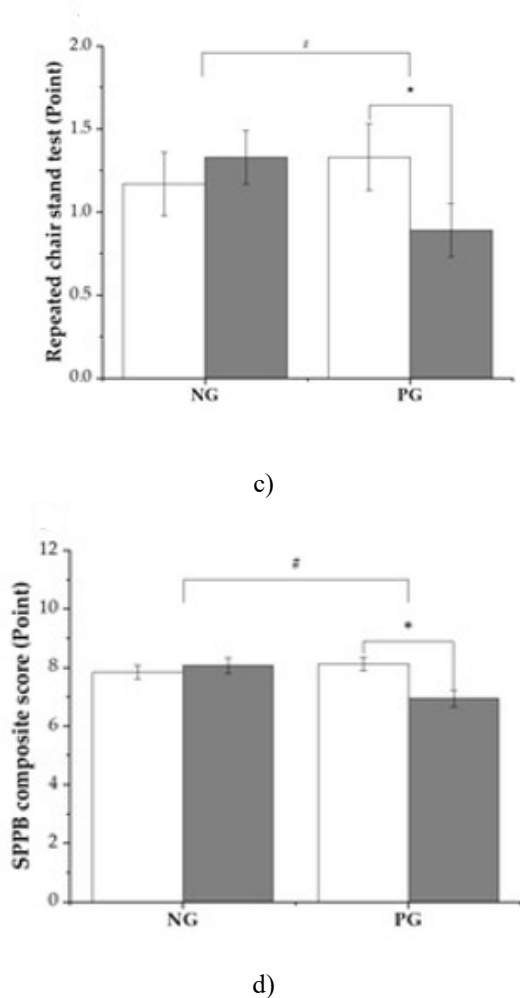 Repeated chair stand test (Point)
2.0
1.5
1.0
0.5
0.0
#
*
NG
PG
c)
SPPB composite score (Point)
12
10
8
6
4
2
0
#
*
NG
PG
d)